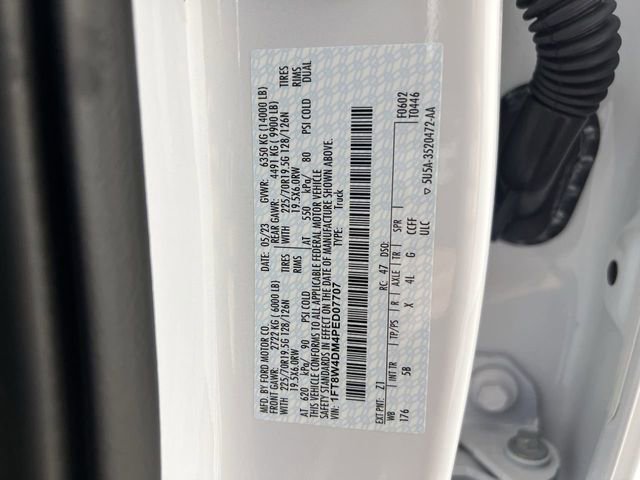 MFD. BY FORD MOTOR CO.
DATE: 05/23 GVWR: 6350 KG (14000 LB)
FRONT GAWR: 2722 KG (6000 LB) REAR GAWR: 4491 KG (9900 LB)
225/70R19.5G 128/126N TIRES WITH 225/70R19.5G 128/126N TIRES
19.5X6.0RW RIMS 19.5X6.0RW RIMS
AT 620 kPa/ 90 PSI COLD AT 550 kPa/ 80 PSI COLD DUAL
THIS VEHICLE CONFORMS TO ALL APPLICABLE FEDERAL MOTOR VEHICLE
SAFETY STANDARDS IN EFFECT ON THE DATE OF MANUFACTURE SHOWN ABOVE.
VIN: 1FT8W4DM4PED07707 TYPE: Truck
F0602
T0446
EXT PNT: Z1 RC: 47 DSO:
WB INT TR TP/PS R AXLE TR SPR
176 5B X 4L G CCFF
ULC
▽ 5U5A-3520472-AA